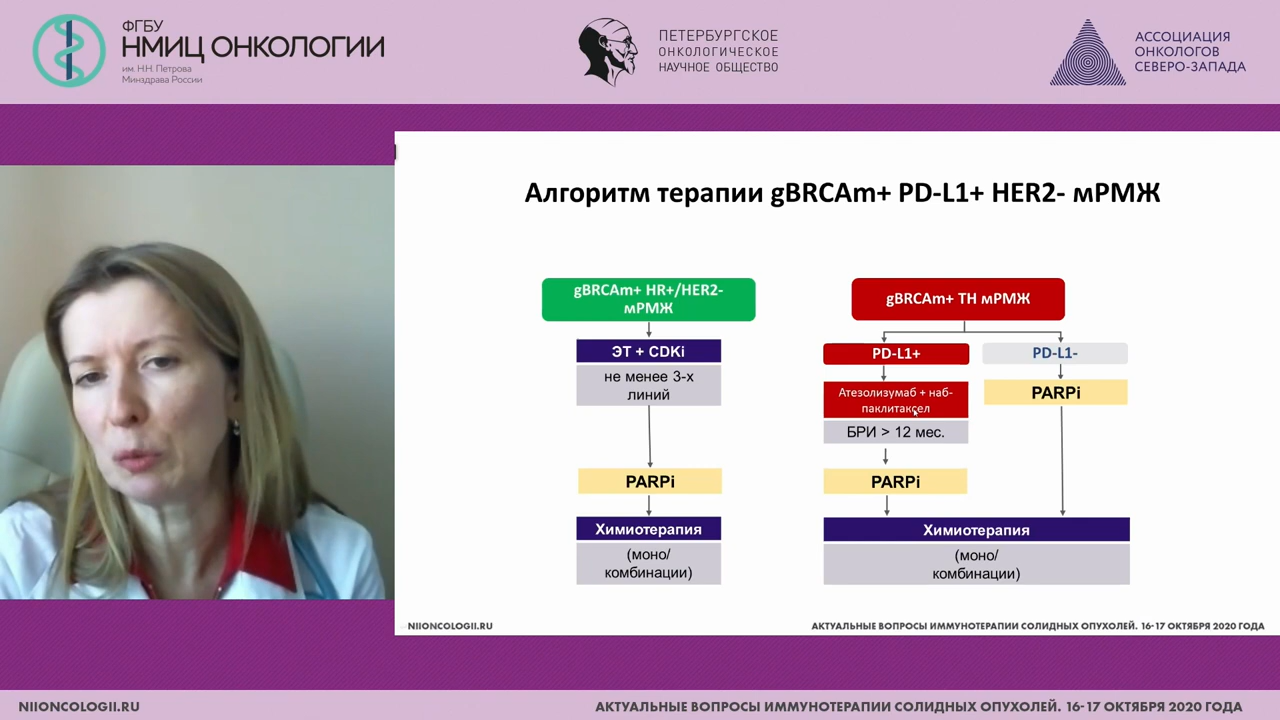 ФГБУ
НМИЦ ОНКОЛОГИИ
им. Н.Н. Петрова
Минздрава России
ПЕТЕРБУРГСКОЕ
ОНКОЛОГИЧЕСКОЕ
НАУЧНОЕ ОБЩЕСТВО
АССОЦИАЦИЯ
ОНКОЛОГОВ
СЕВЕРО-ЗАПАДА
Алгоритм терапии gBRCAm+ PD-L1+ HER2- мРМЖ
gBRCAm+ HR+/HER2-
мРМЖ
ЭТ + CDKi
не менее 3-х
линий
PARPi
Химиотерапия
(моно/
комбинации)
gBRCAm+ ТН мРМЖ
PD-L1+
PD-L1-
Атезолизумаб + наб-
паклитаксел
БРИ > 12 мес.
PARPi
PARPi
Химиотерапия
(моно/
комбинации)
NIIONCOLOGII.RU
АКТУАЛЬНЫЕ ВОПРОСЫ ИММУНОТЕРАПИИ СОЛИДНЫХ ОПУХОЛЕЙ. 16-17 ОКТЯБРЯ 2020 ГОДА
NIIONCOLOGII.RU
АКТУАЛЬНЫЕ ВОПРОСЫ ИММУНОТЕРАПИИ СОЛИДНЫХ ОПУХОЛЕЙ. 16-17 ОКТЯБРЯ 2020 ГОДА